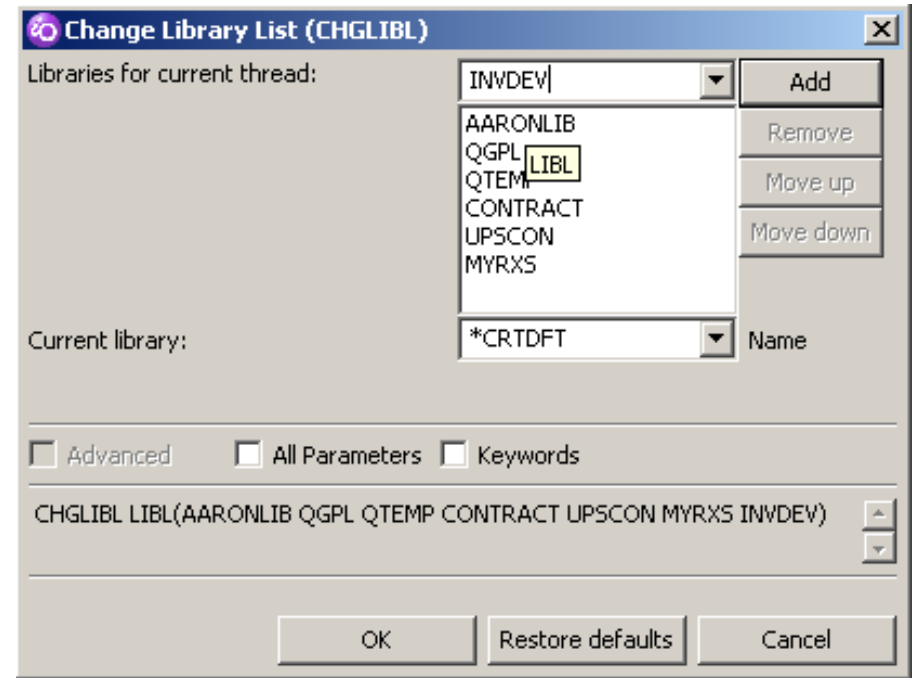 Change Library List (CHGLIBL)
Libraries for current thread:
INVDEV
Add
AARONLIB
Remove
QGPL
LIBL
QTEMP
Move up
CONTRACT
UPSCON
Move down
MYRXS
Current library:
*CRTDFT
Name
Advanced
All Parameters
Keywords
CHGLIBL LIBL(AARONLIB QGPL QTEMP CONTRACT UPSCON MYRXS INVDEV)
OK
Restore defaults
Cancel